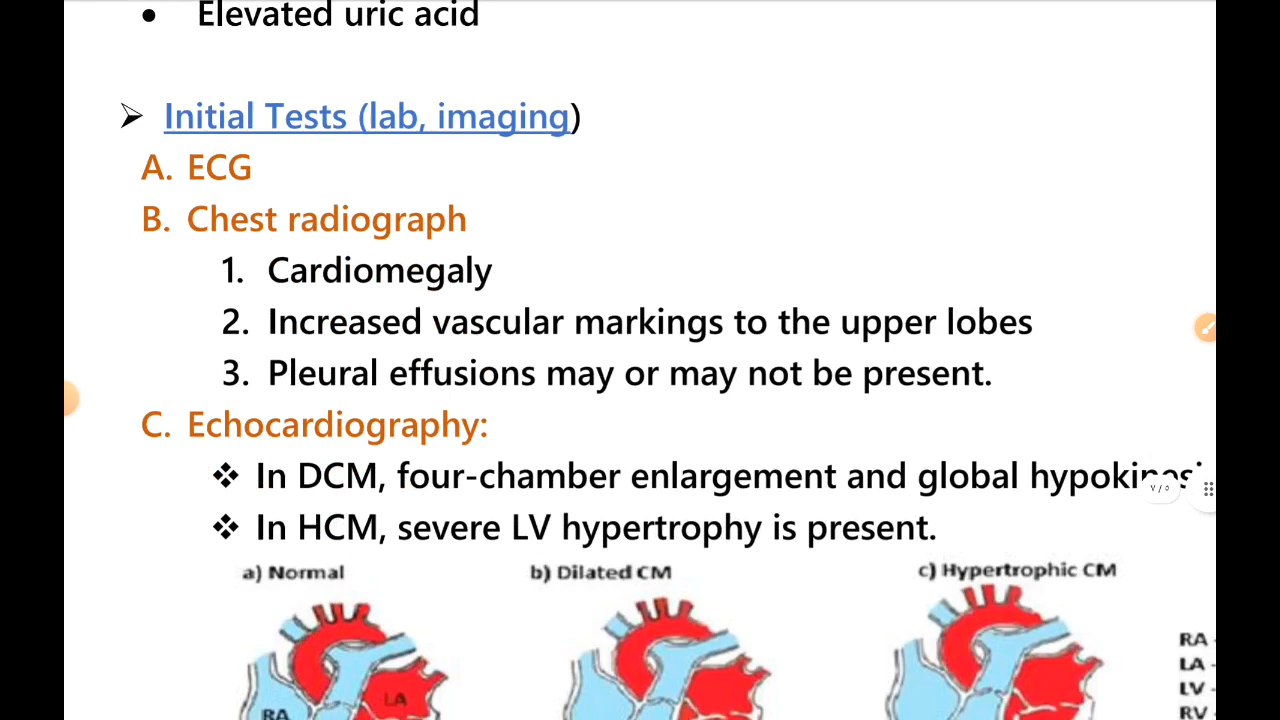 • Elevated uric acid
➢ Initial Tests (lab, imaging)
A. ECG
B. Chest radiograph
1. Cardiomegaly
2. Increased vascular markings to the upper lobes
3. Pleural effusions may or may not be present.
C. Echocardiography:
❖ In DCM, four-chamber enlargement and global
❖ In HCM, severe LV hypertrophy is present.
a) Normal b) Dilated CM c) Hypertrophic CM
RA -
LA -
LV -
RV -
LA
RA